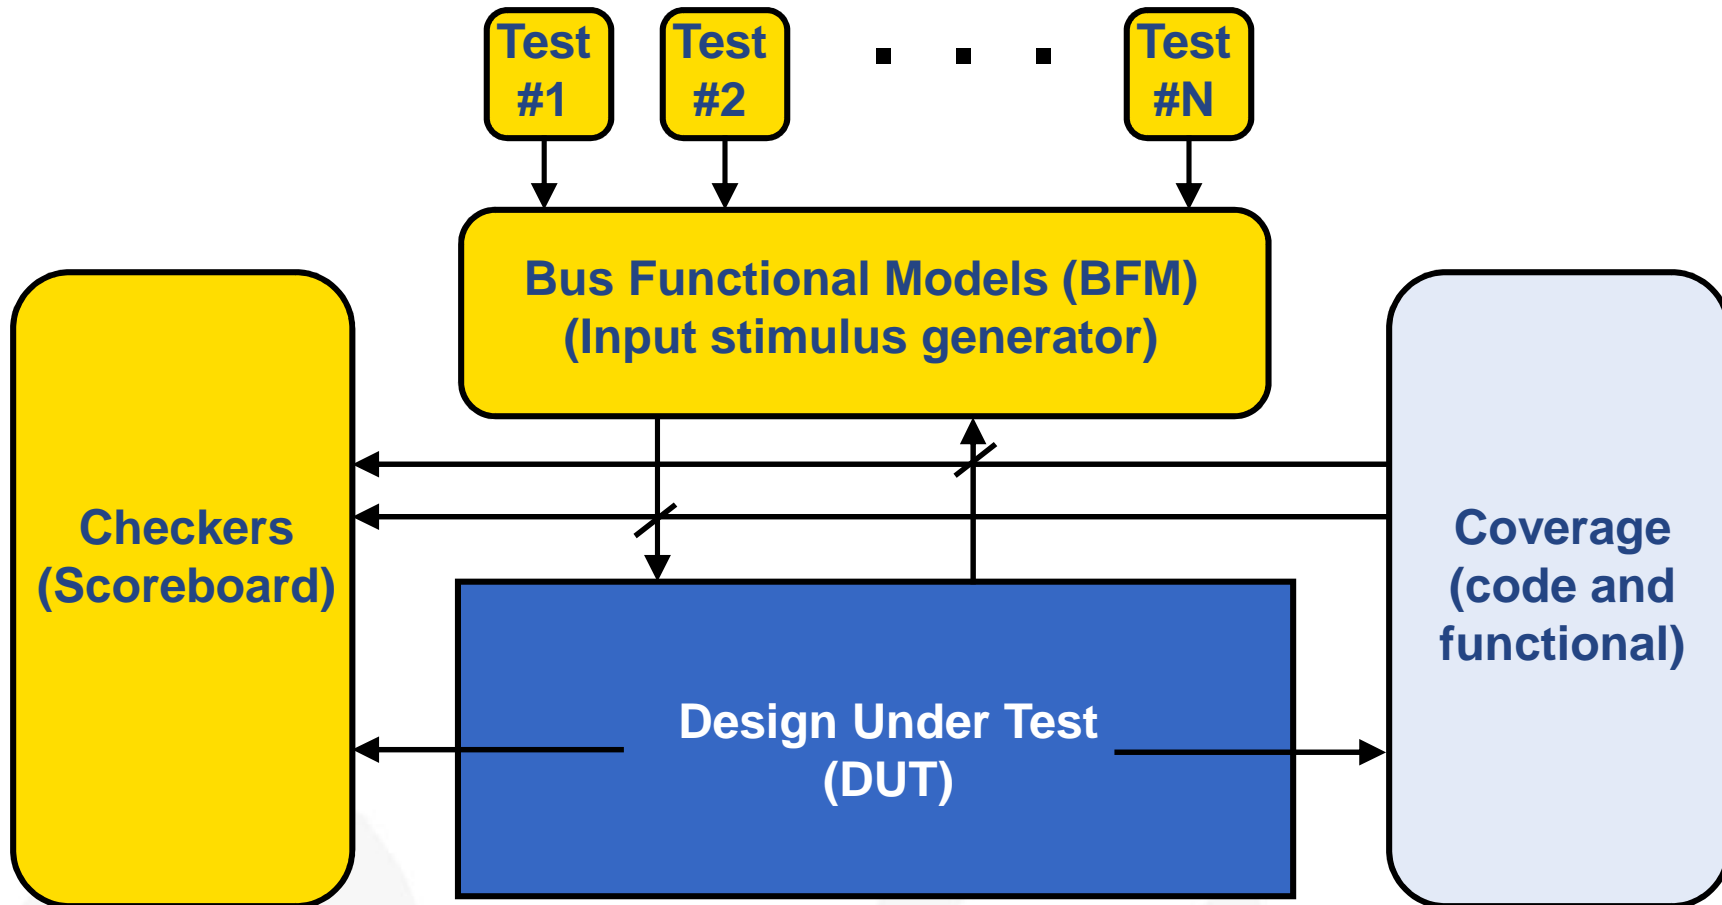 Test
#1
Test
#2
. . .
Test
#N
Bus Functional Models (BFM)
(Input stimulus generator)
Checkers
(Scoreboard)
Coverage
(code and
functional)
Design Under Test
(DUT)